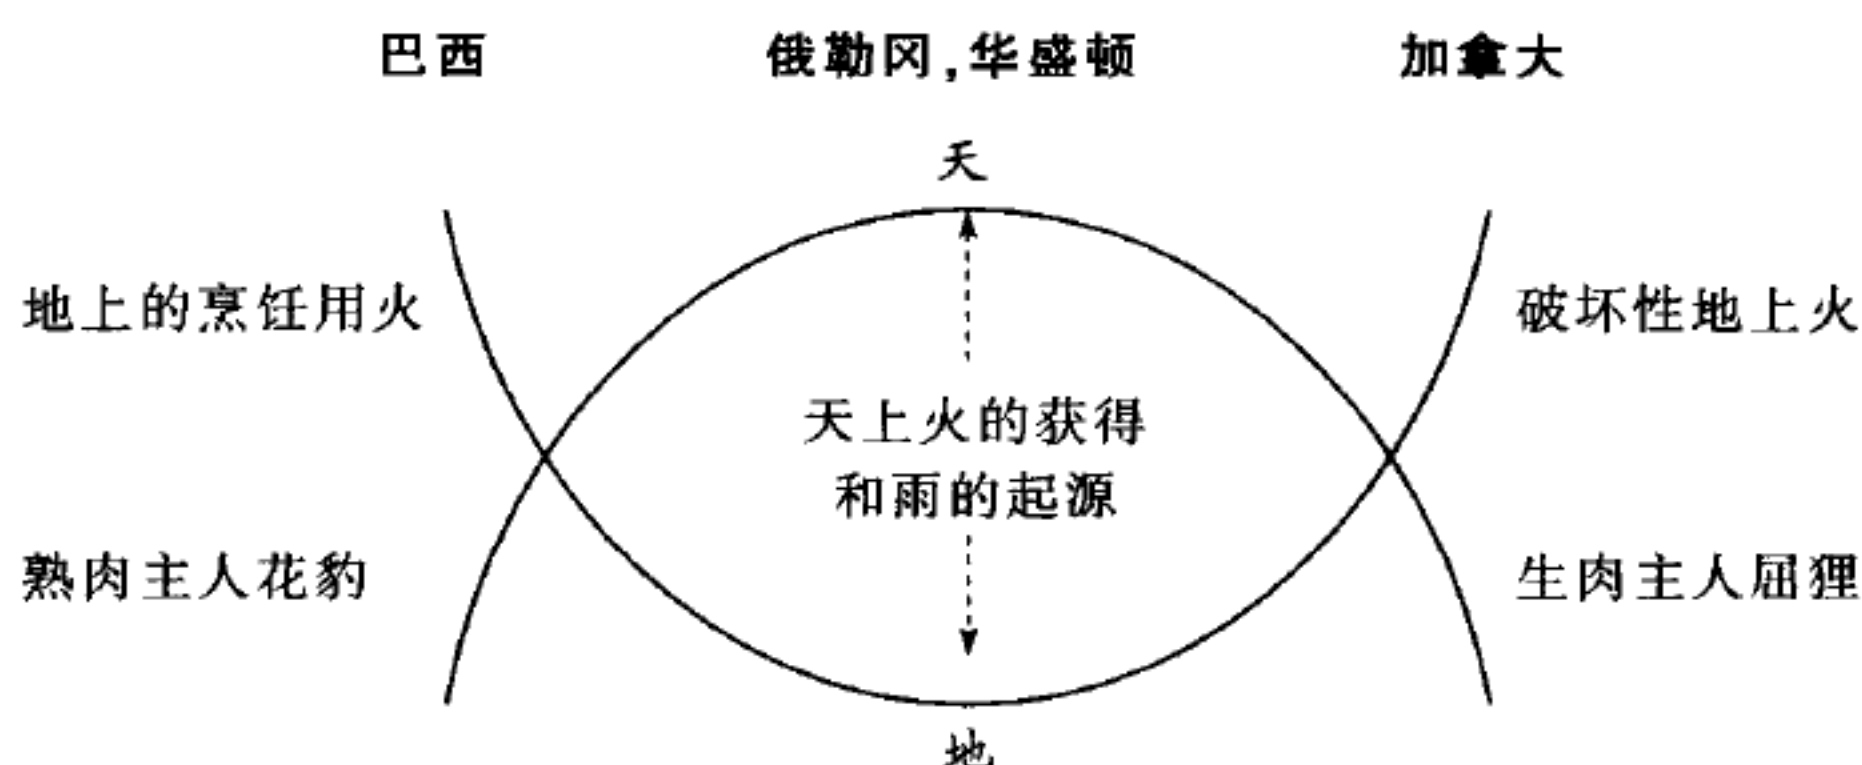 巴西 俄勒冈,华盛顿 加拿大
天
地上的烹饪用火 破坏性地上火
天上火的获得
和雨的起源
熟肉主人花豹 生肉主人屈狸
地